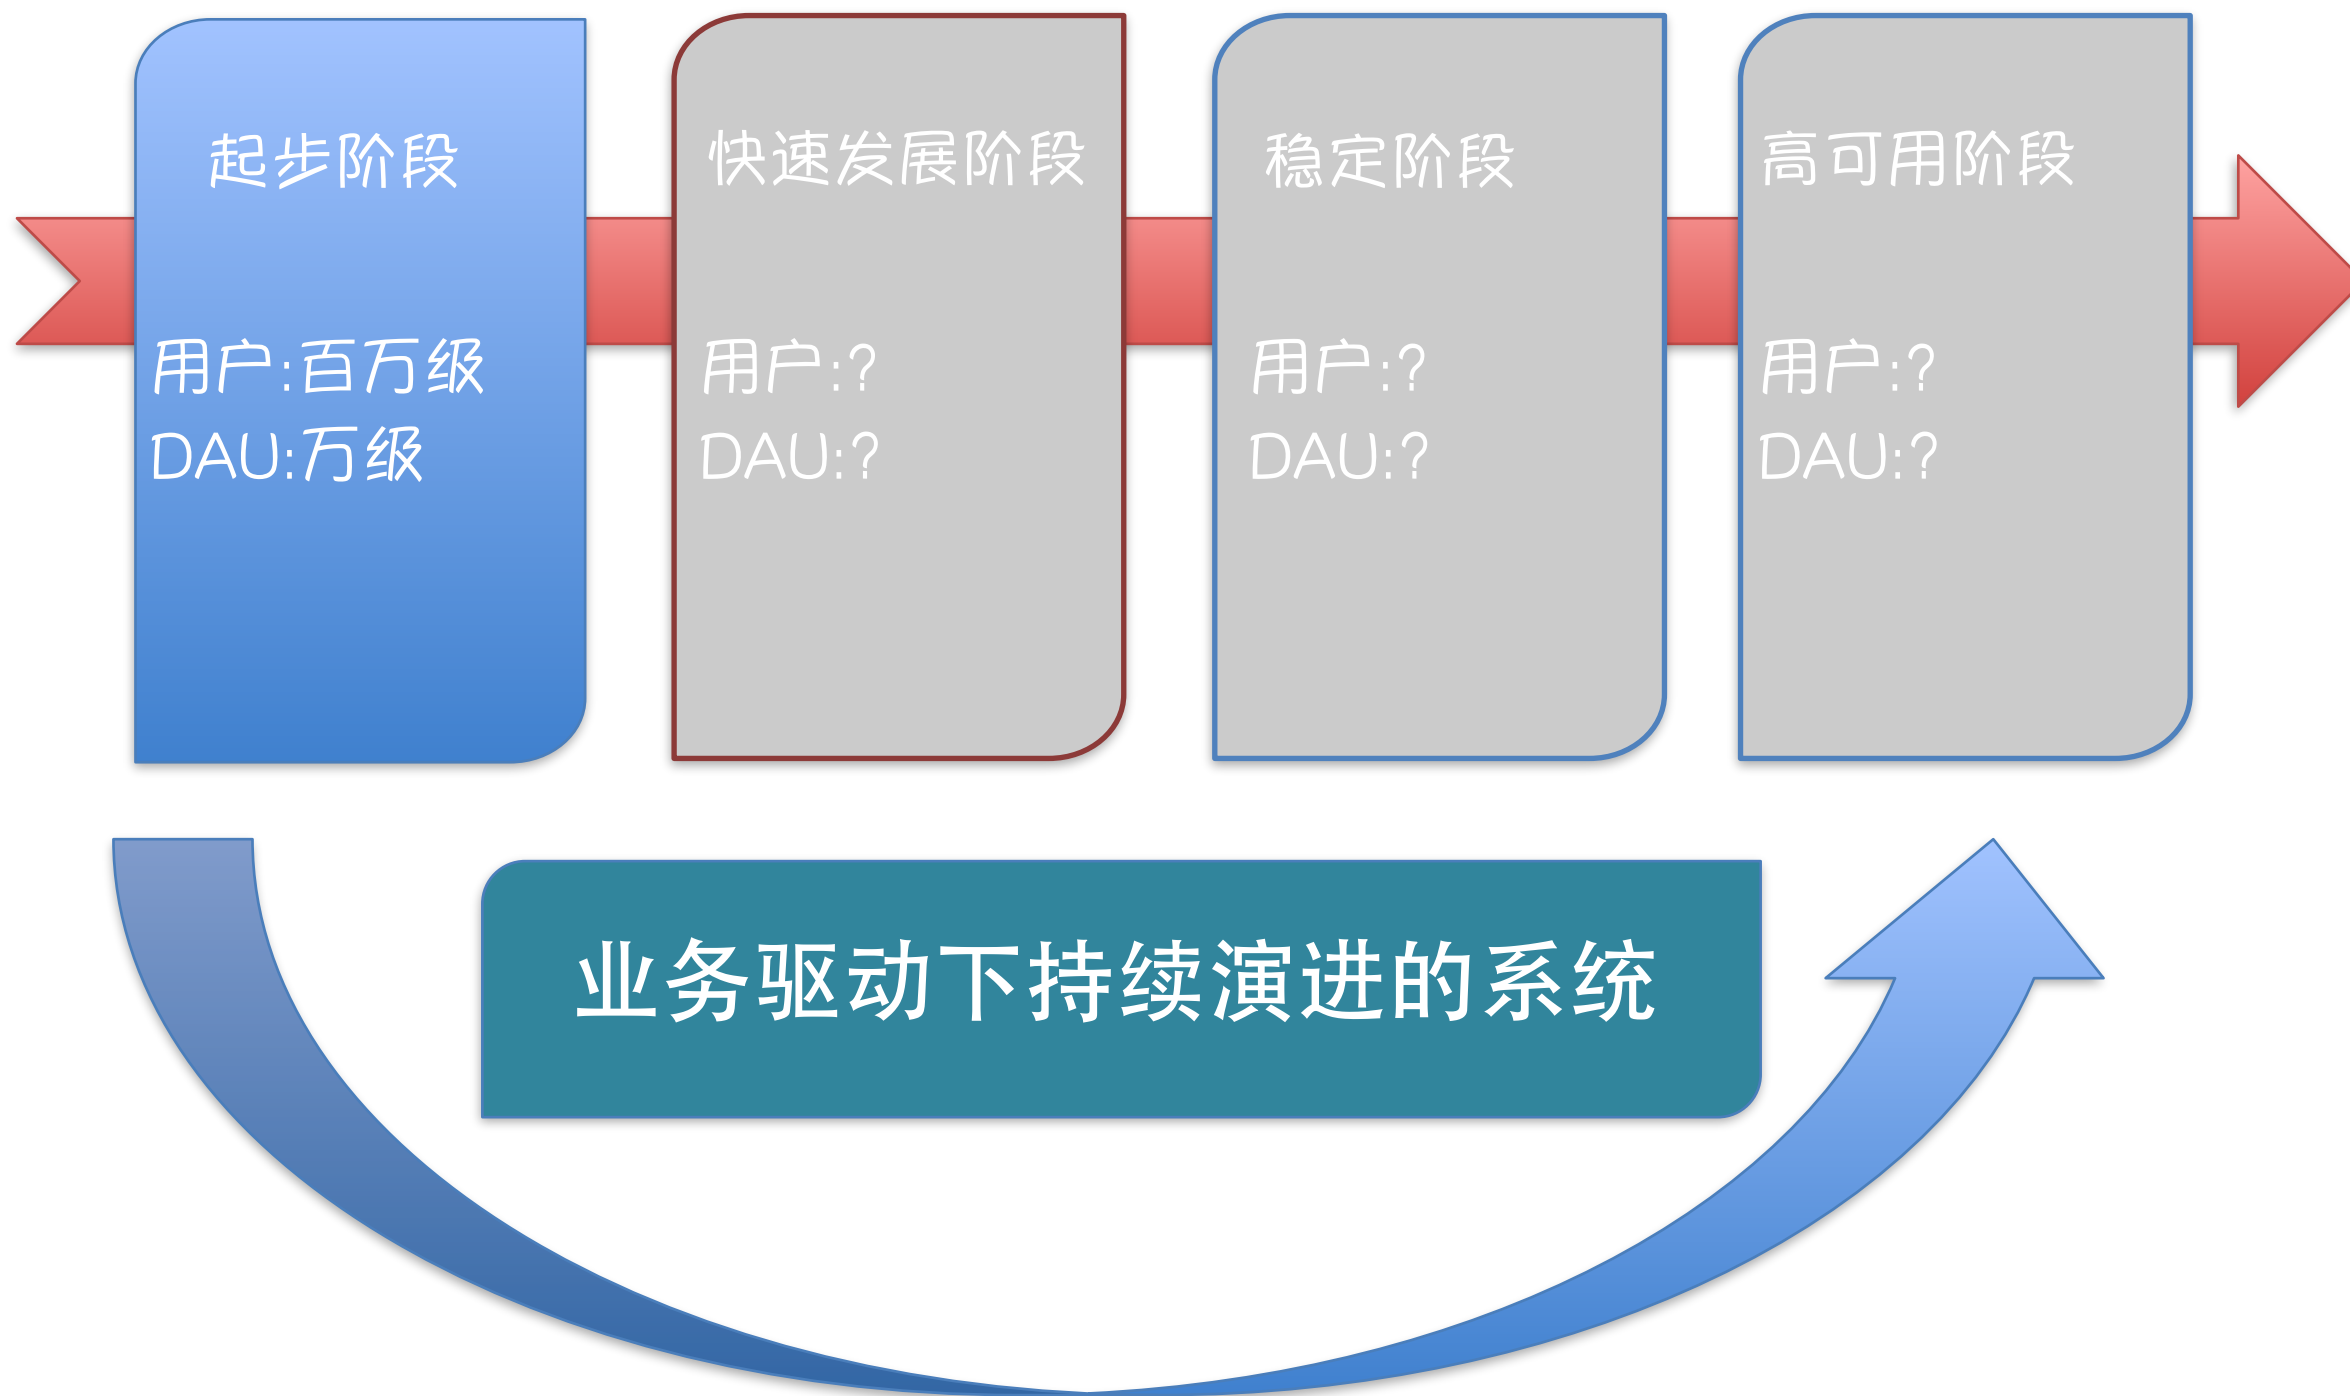 起步阶段
用户:百万级
DAU:万级
快速发展阶段
用户:?
DAU:?
稳定阶段
用户:?
DAU:?
高可用阶段
用户:?
DAU:?
业务驱动下持续演进的系统